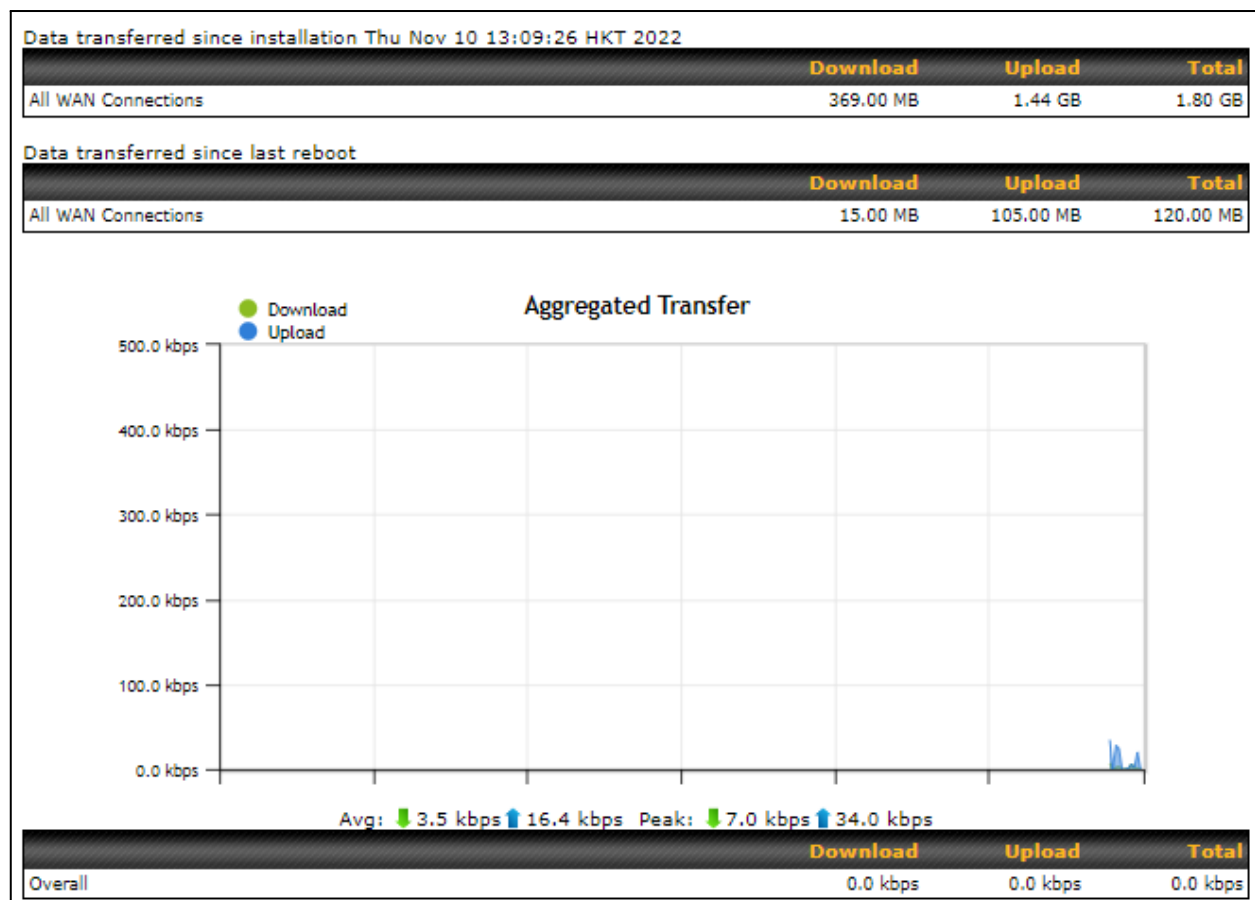 Data transferred since installation Thu Nov 10 13:09:26 HKT 2022
Download Upload Total
All WAN Connections 369.00 MB 1.44 GB 1.80 GB
Data transferred since last reboot
Download Upload Total
All WAN Connections 15.00 MB 105.00 MB 120.00 MB
Aggregated Transfer
Download
Upload
500.0 kbps
400.0 kbps
300.0 kbps
200.0 kbps
100.0 kbps
0.0 kbps
Avg: 3.5 kbps 16.4 kbps Peak: 7.0 kbps 34.0 kbps
Download Upload Total
Overall 0.0 kbps 0.0 kbps 0.0 kbps